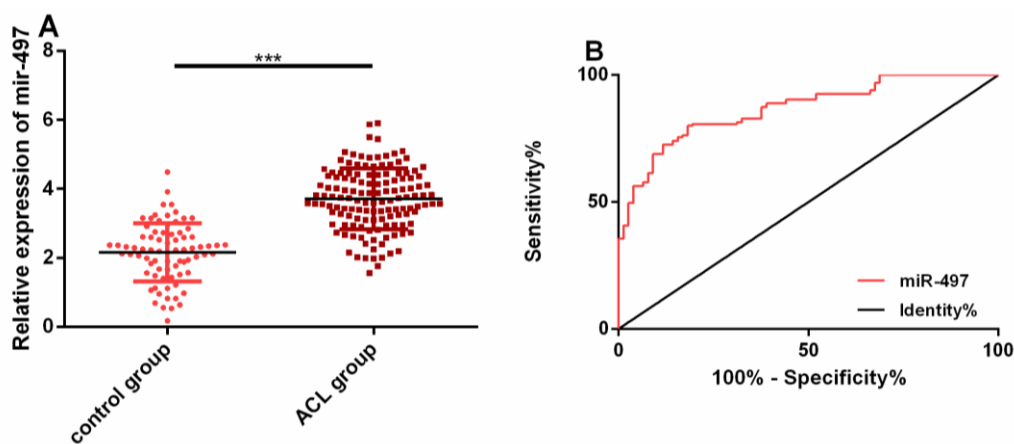 A
Relative expression of mir-497
8
6
4
2
0
***
control group
ACL group
B
Sensitivity%
100
50
0
miR-497
Identity%
0
50
100
100% - Specificity%